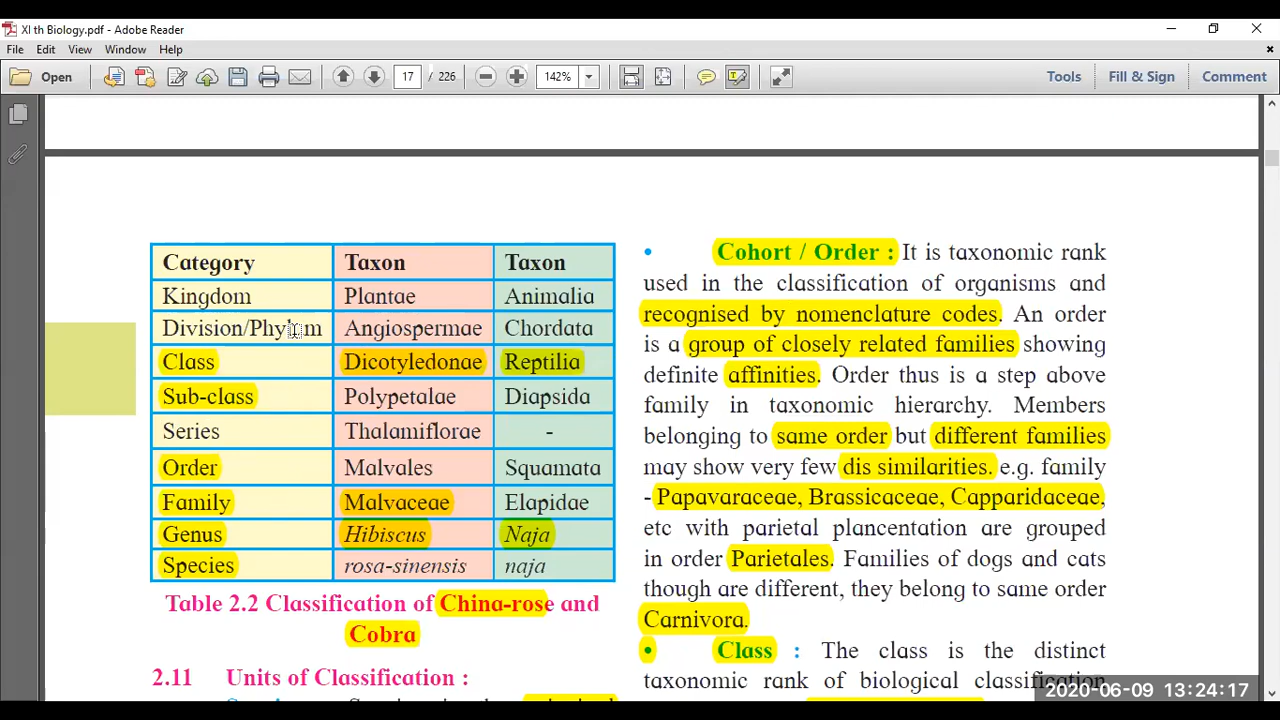 XI th Biology.pdf - Adobe Reader
File Edit View Window Help
Open 17 / 226 142% Tools Fill & Sign Comment
Category Taxon Taxon
Kingdom Plantae Animalia
Division/Phylum Angiospermae Chordata
Class Dicotyledonae Reptilia
Sub-class Polypetalae Diapsida
Series Thalamiflorae -
Order Malvales Squamata
Family Malvaceae Elapidae
Genus Hibiscus Naja
Species rosa-sinensis naja
Table 2.2 Classification of China-rose and
Cobra
2.11 Units of Classification :
• Cohort / Order : It is taxonomic rank
used in the classification of organisms and
recognised by nomenclature codes. An order
is a group of closely related families showing
definite affinities. Order thus is a step above
family in taxonomic hierarchy. Members
belonging to same order but different families
may show very few dis similarities. e.g. family
- Papavaraceae, Brassicaceae, Capparidaceae,
etc with parietal plancentation are grouped
in order Parietales. Families of dogs and cats
though are different, they belong to same order
Carnivora.
• Class : The class is the distinct
taxonomic rank of biological classification
2020-06-09 13:24:17